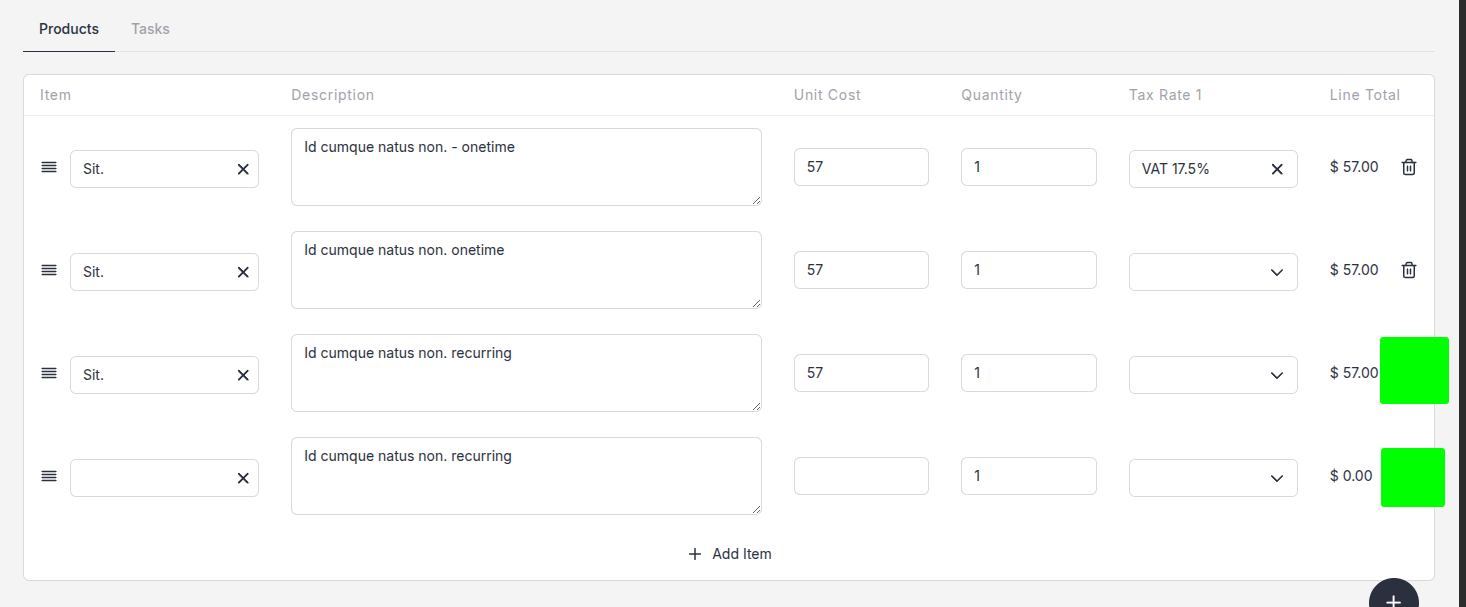 Products Tasks
Item Description Unit Cost Quantity Tax Rate 1 Line Total
Sit. Id cumque natus non. - onetime 57 1 VAT 17.5% $ 57.00
Sit. Id cumque natus non. onetime 57 1 $ 57.00
Sit. Id cumque natus non. recurring 57 1 $ 57.00
Id cumque natus non. recurring 1 $ 0.00
+ Add Item